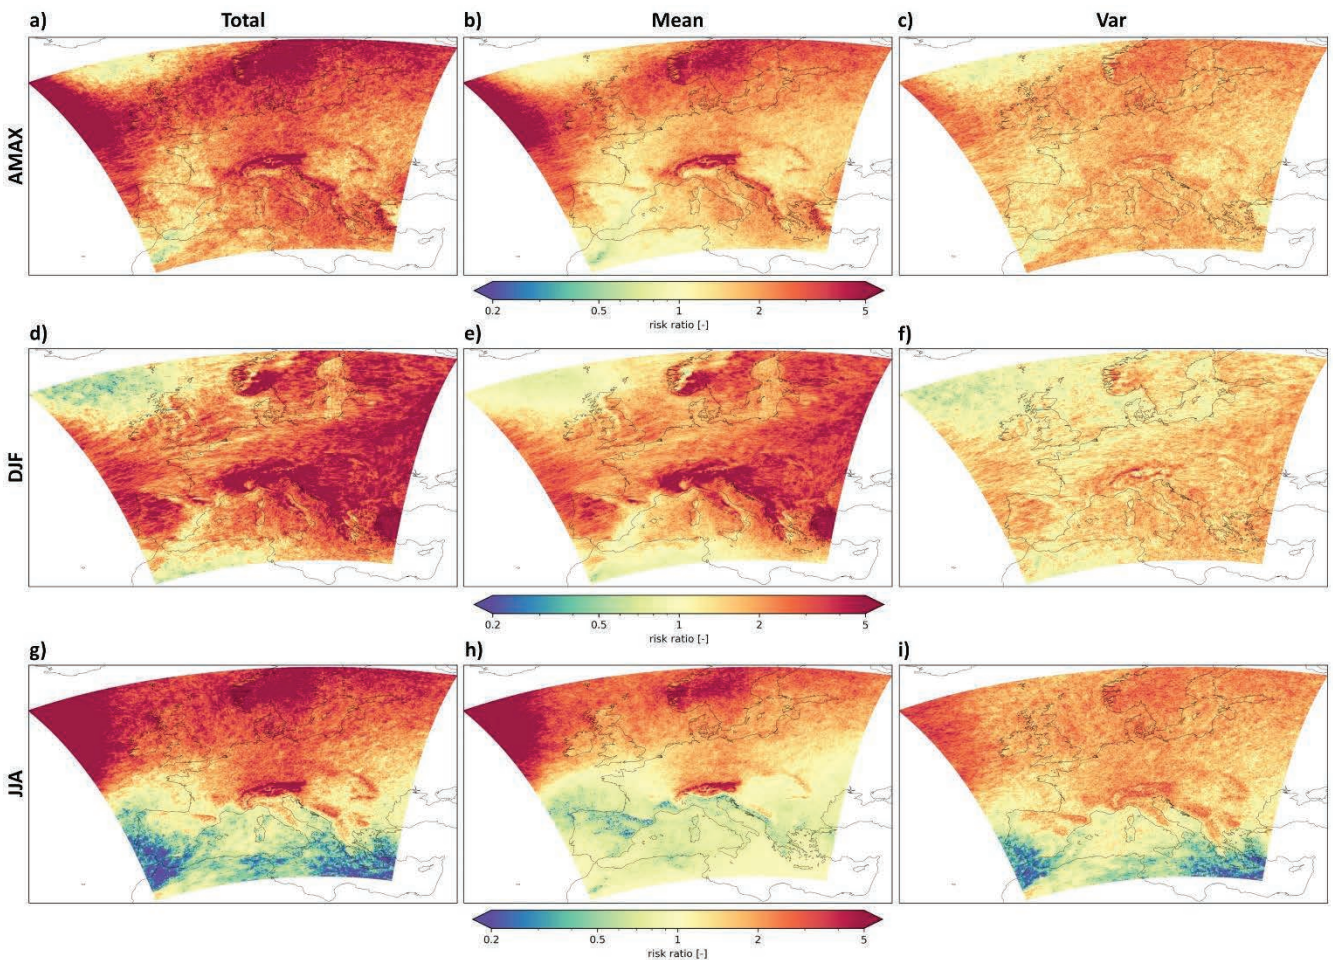 a) Total b) Mean c) Var
AMAX
0.2 0.5 1 2 5
risk ratio [-]
d) e) f)
DJF
0.2 0.5 1 2 5
risk ratio [-]
g) h) i)
JJA
0.2 0.5 1 2 5
risk ratio [-]